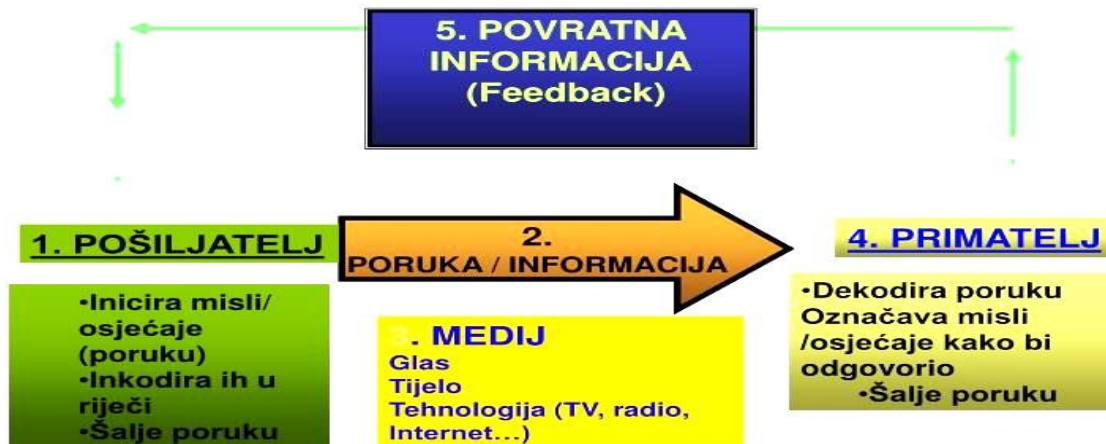 5. POVRATNA
INFORMACIJA
(Feedback)
1. POŠILJATELJ
2.
PORUKA / INFORMACIJA
4. PRIMATELJ
•Inicira misli/
osjećaje
(poruku)
•Inkodira ih u
riječi
•Šalje poruku
3. MEDIJ
Glas
Tijelo
Tehnologija (TV, radio,
Internet…)
•Dekodira poruku
Označava misli
/osjećaje kako bi
odgovorio
•Šalje poruku